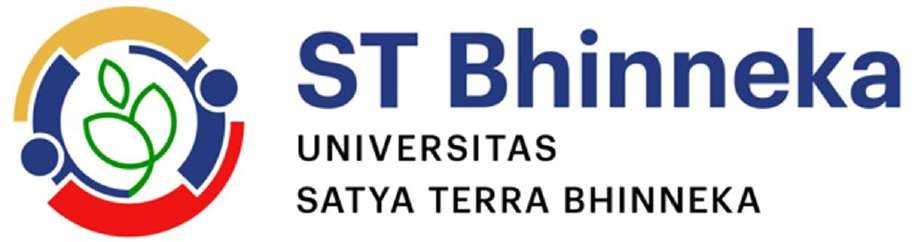 ST Bhinneka
UNIVERSITAS
SATYA TERRA BHINNEKA